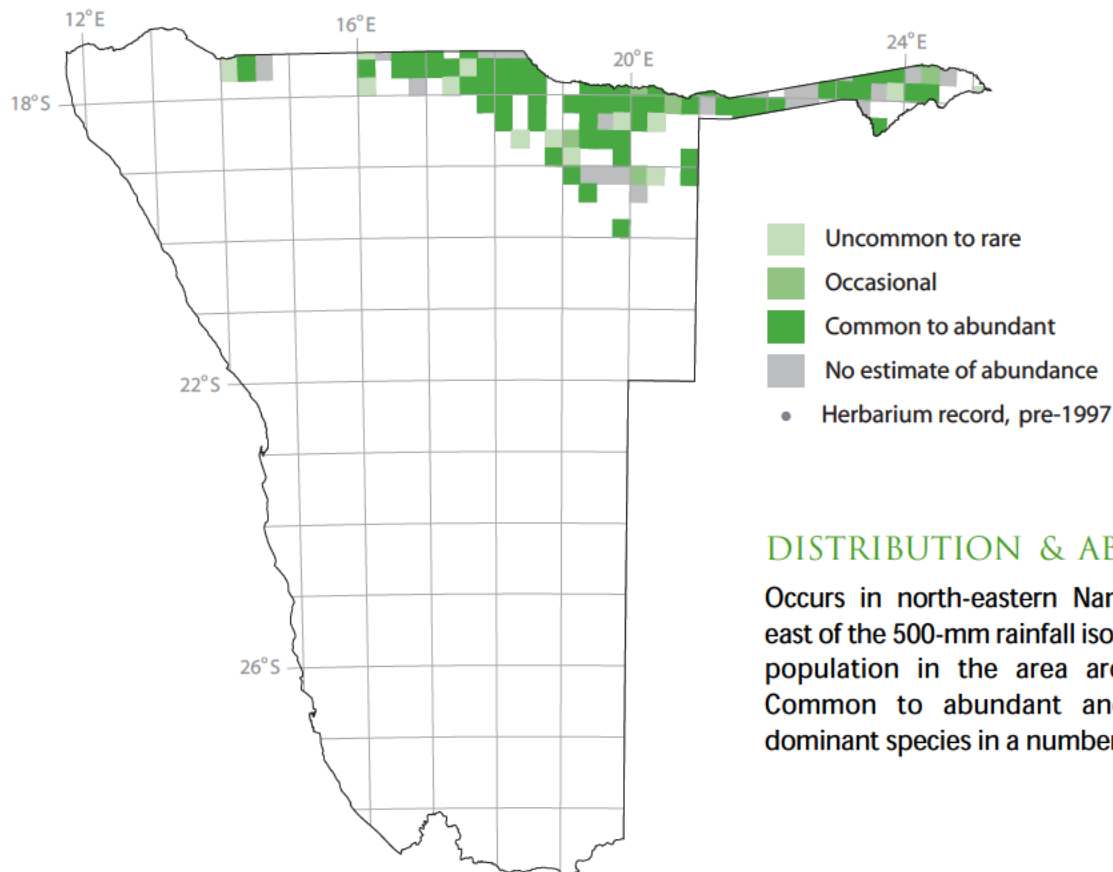 12°E
16°E
20°E
24°E
18°S
22°S
26°S
Uncommon to rare
Occasional
Common to abundant
No estimate of abundance
Herbarium record, pre-1997
DISTRIBUTION & AB
Occurs in north-eastern Nar
east of the 500-mm rainfall iso
population in the area aro
Common to abundant and
dominant species in a number